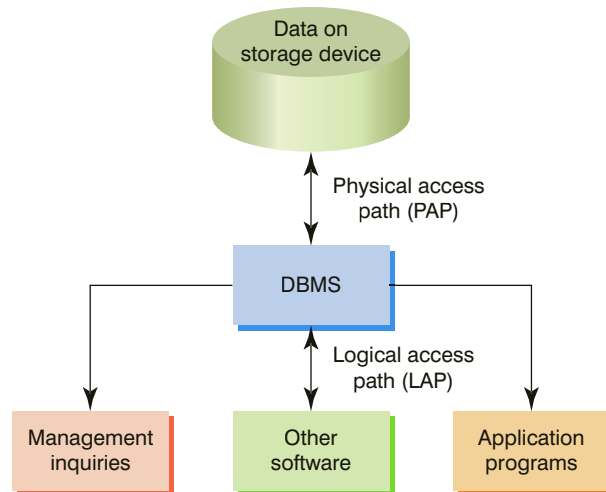 Data on
storage device
Physical access
path (PAP)
DBMS
Logical access
path (LAP)
Management
inquiries
Other
software
Application
programs